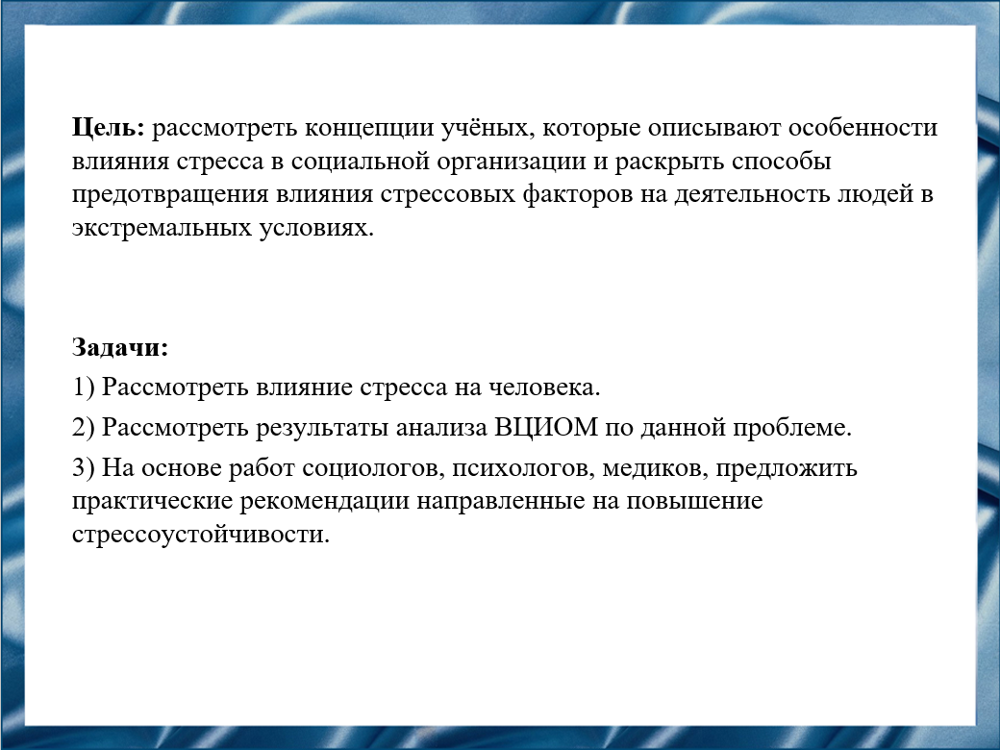 Цель: рассмотреть концепции учёных, которые описывают особенности
влияния стресса в социальной организации и раскрыть способы
предотвращения влияния стрессовых факторов на деятельность людей в
экстремальных условиях.
Задачи:
1) Рассмотреть влияние стресса на человека.
2) Рассмотреть результаты анализа ВЦИОМ по данной проблеме.
3) На основе работ социологов, психологов, медиков, предложить
практические рекомендации направленные на повышение
стрессоустойчивости.